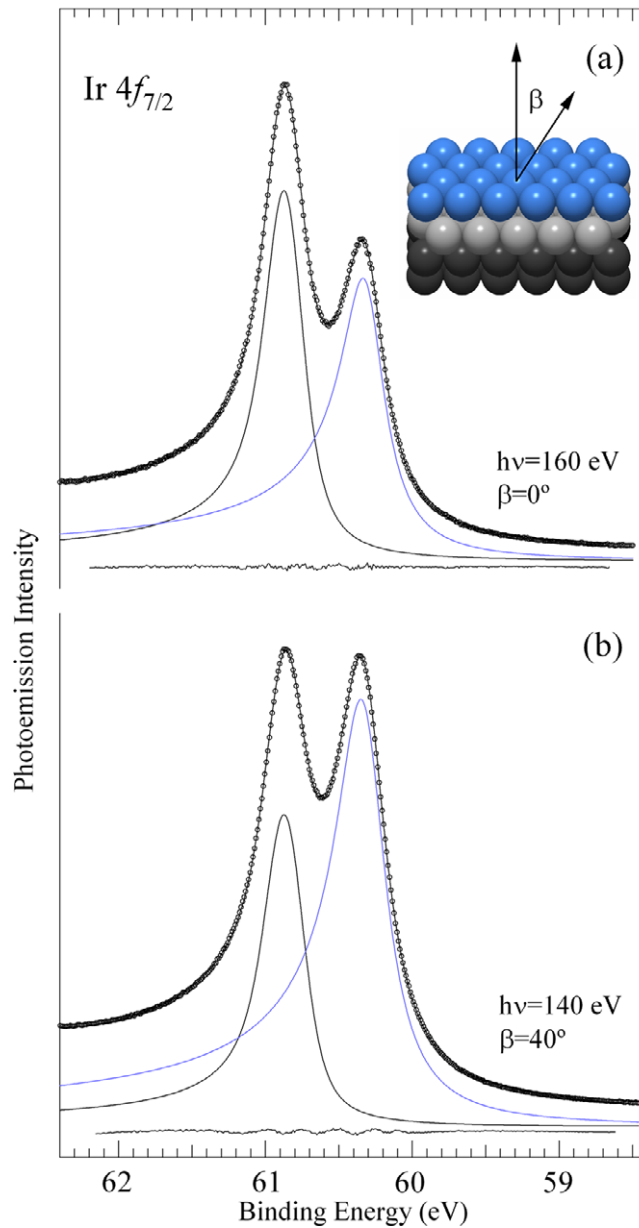 (a)
Ir 4f7/2
β
hν=160 eV
β=0º
Photoemission Intensity
(b)
hν=140 eV
β=40º
62 61 60 59
Binding Energy (eV)